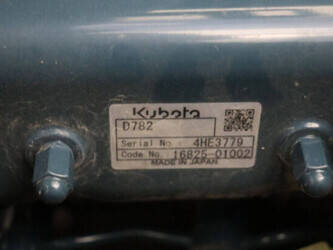 Kubota
D782
Serial No. 4HE3779
Code No. 16825-01002
MADE IN JAPAN